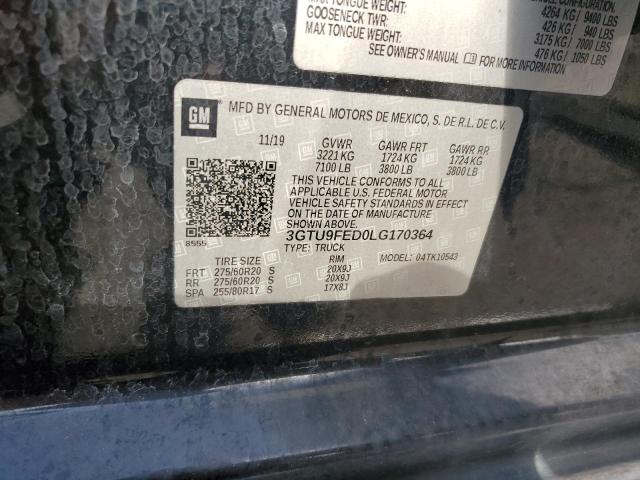 MAX TONGUE WEIGHT:
GOOSENECK TWR:
MAX TONGUE WEIGHT:
CONFIGURATION.
4264 KG / 9400 LBS
426 KG / 940 LBS
3175 KG / 7000 LBS
476 KG / 1050 LBS
SEE OWNER'S MANUAL FOR MORE INFORMATION
GM
MFD BY GENERAL MOTORS DE MEXICO, S. DE R.L. DE C.V.
11/19 GVWR GAWR FRT GAWR RR
3221 KG 1724 KG 1724 KG
7100 LB 3800 LB 3800 LB
THIS VEHICLE CONFORMS TO ALL
APPLICABLE U.S. FEDERAL MOTOR
VEHICLE SAFETY STANDARDS IN EFFECT
ON THE DATE OF MANUFACTURE
SHOWN ABOVE.
3GTU9FED0LG170364
8555
TYPE: TRUCK
MODEL: 04TK10543
TIRE SIZE RIM
FRT 275/60R20 S 20X9J
RR 275/60R20 S 20X9J
SPA 255/80R17 S 17X8J